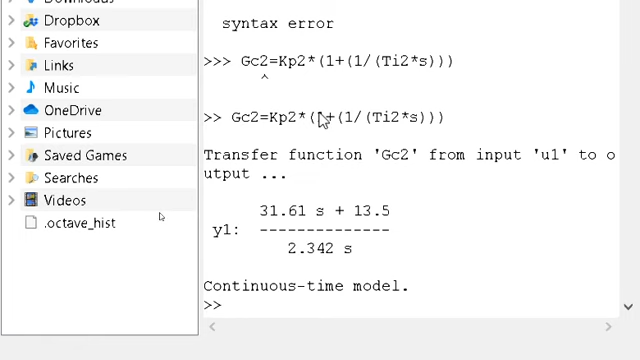 Dropbox
Favorites
Links
Music
OneDrive
Pictures
Saved Games
Searches
Videos
.octave_hist
syntax error
>>> Gc2=Kp2*(1+(1/(Ti2*s)))
^
>> Gc2=Kp2*(1+(1/(Ti2*s)))
Transfer function 'Gc2' from input 'u1' to o
utput ...
31.61 s + 13.5
y1: --------------
2.342 s
Continuous-time model.
>>